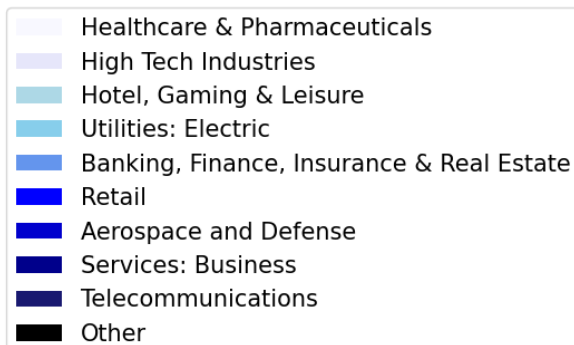 Healthcare & Pharmaceuticals
High Tech Industries
Hotel, Gaming & Leisure
Utilities: Electric
Banking, Finance, Insurance & Real Estate
Retail
Aerospace and Defense
Services: Business
Telecommunications
Other